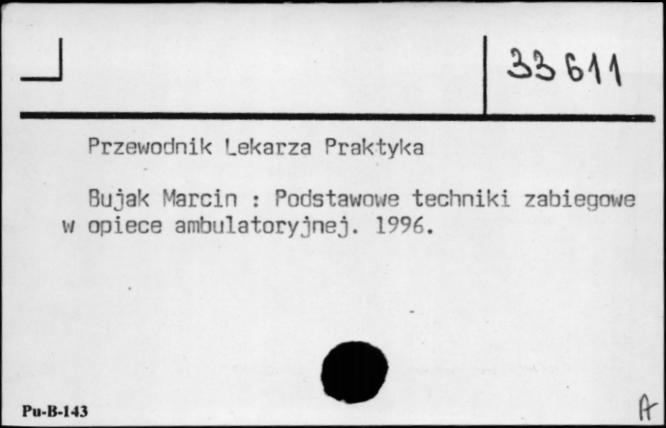 33611
Przewodnik Lekarza Praktyka
Bujak Marcin : Podstawowe techniki zabiegowe
w opiece ambulatoryjnej. 1996.
Pu-B-143
A